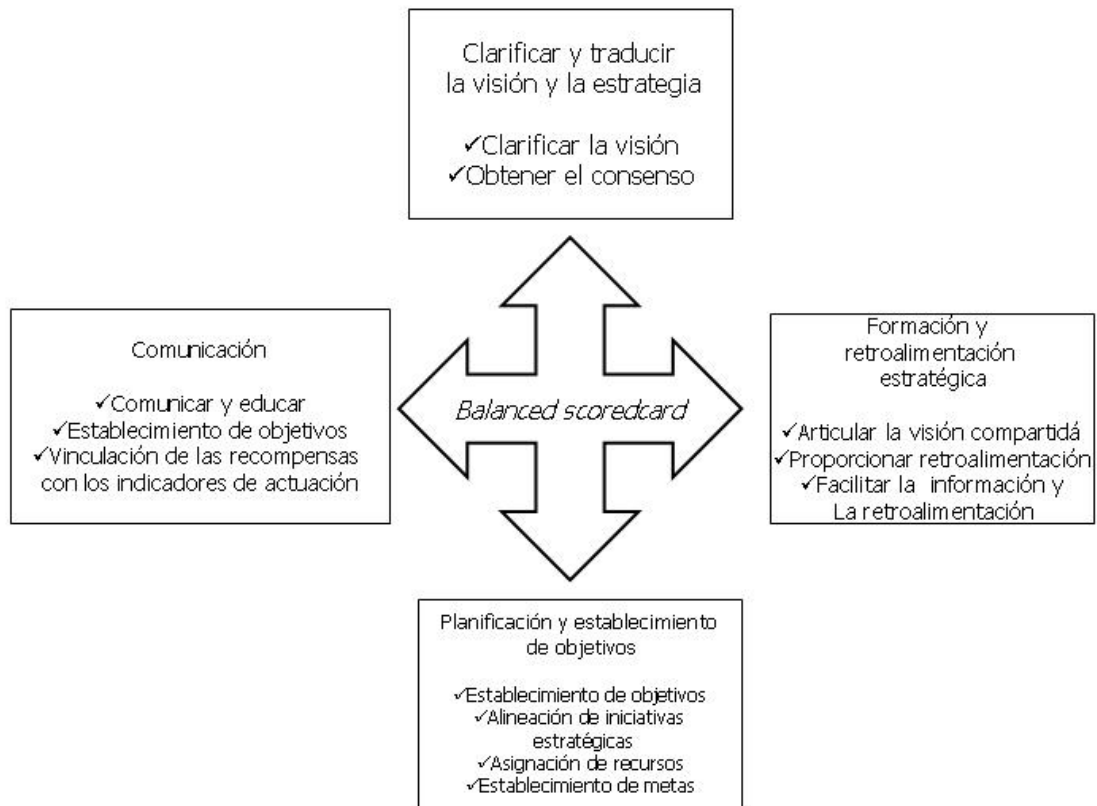 Clarificar y traducir
la visión y la estrategia
✓Clarificar la visión
✓Obtener el consenso
Comunicación
✓Comunicar y educar
✓Establecimiento de objetivos
✓Vinculación de las recompensas
con los indicadores de actuación
Balanced scoredcard
Formación y
retroalimentación
estratégica
✓Articular la visión compartidá
✓Proporcionar retroalimentación
✓Facilitar la información y
La retroalimentación
Planificación y establecimiento
de objetivos
✓Establecimiento de objetivos
✓Alineación de iniciativas
estratégicas
✓Asignación de recursos
✓Establecimiento de metas